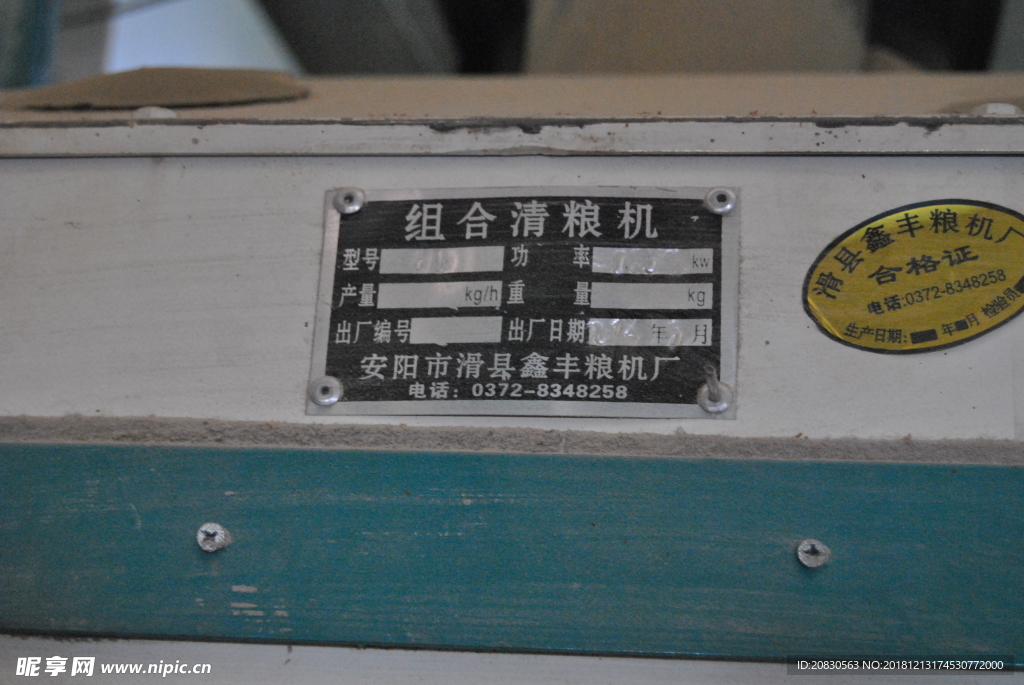 组合清粮机
型号 功率 kw
产量 kg/h 重量 kg
出厂编号 出厂日期 年 月
安阳市滑县鑫丰粮机厂
电话：0372-8348258
滑县鑫丰粮机厂
合格证
电话:0372-8348258
生产日期: 年 月 检验员
昵享网 www.nipic.cn
ID:20830563 NO:20181213174530772000